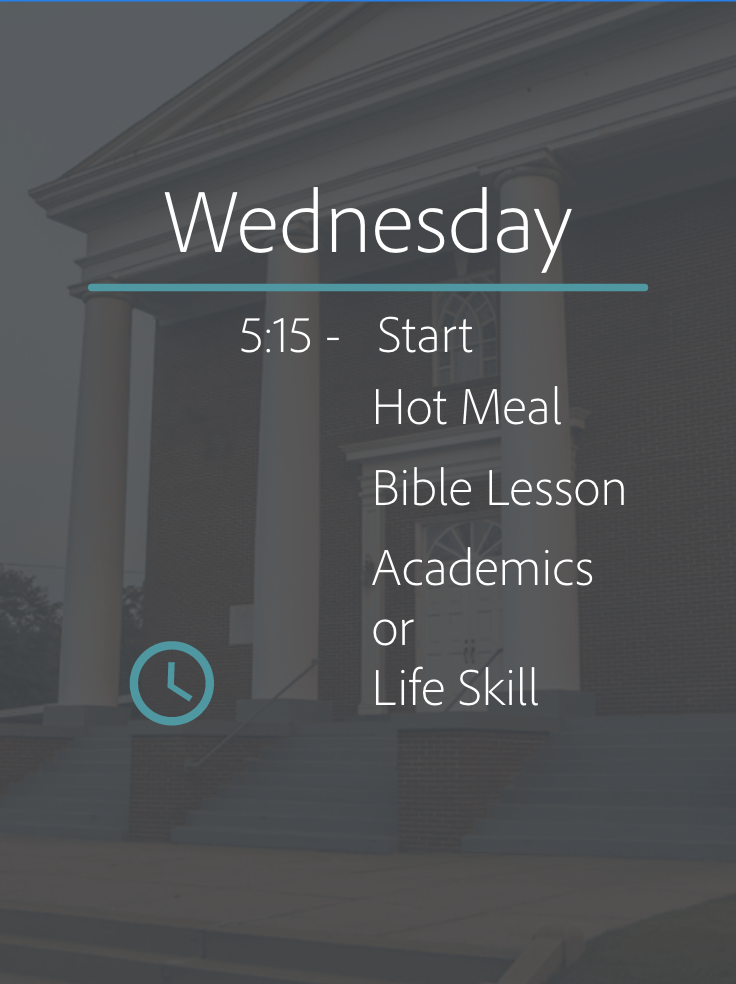 Wednesday
5:15 - Start
Hot Meal
Bible Lesson
Academics
or
Life Skill